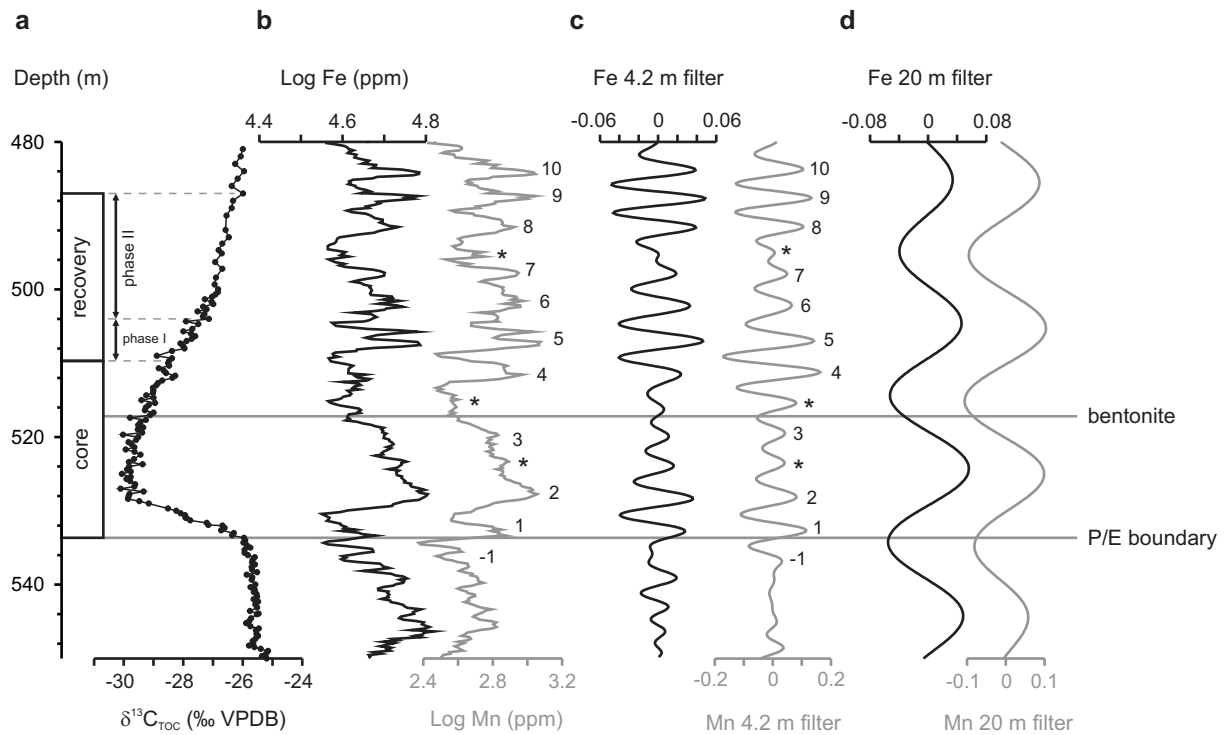 a
b
c
d
Depth (m)
Log Fe (ppm)
Fe 4.2 m filter
Fe 20 m filter
4.4 4.6 4.8
-0.06 0 0.06
-0.08 0 0.08
480
500
520
540
recovery
core
phase II
phase I
10
9
8
*
7
6
5
4
*
3
*
2
1
-1
10
9
8
*
7
6
5
4
*
3
*
2
1
-1
bentonite
P/E boundary
-30 -28 -26 -24
2.4 2.8 3.2
-0.2 0 0.2
-0.1 0 0.1
δ¹³C_TOC (‰ VPDB)
Log Mn (ppm)
Mn 4.2 m filter
Mn 20 m filter